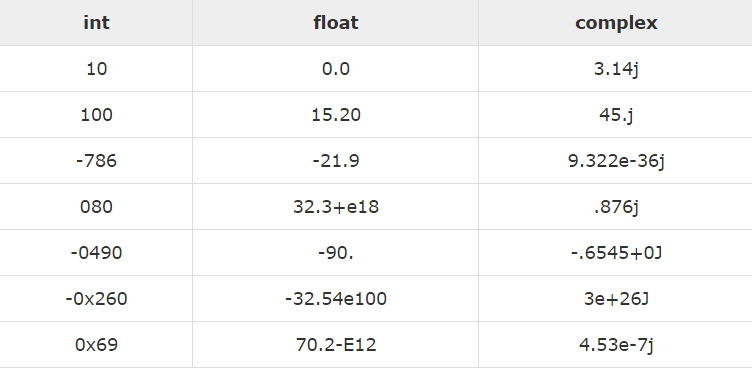 int float complex
10 0.0 3.14j
100 15.20 45.j
-786 -21.9 9.322e-36j
080 32.3+e18 .876j
-0490 -90. -.6545+0J
-0x260 -32.54e100 3e+26J
0x69 70.2-E12 4.53e-7j